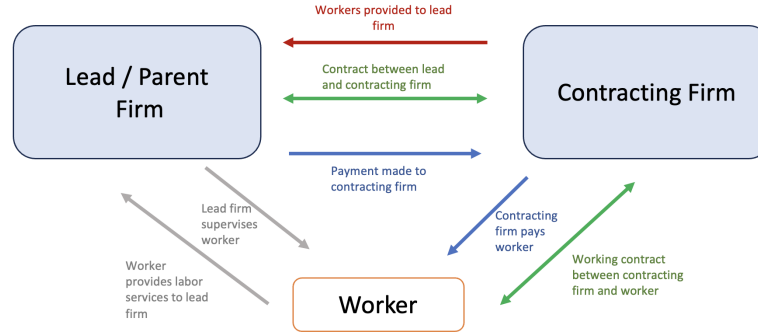 Workers provided to lead
firm
Lead / Parent
Firm
Contract between lead
and contracting firm
Contracting Firm
Payment made to
contracting firm
Lead firm
supervises
worker
Contracting
firm pays
worker
Worker
provides labor
services to lead
firm
Working contract
between contracting
firm and worker
Worker